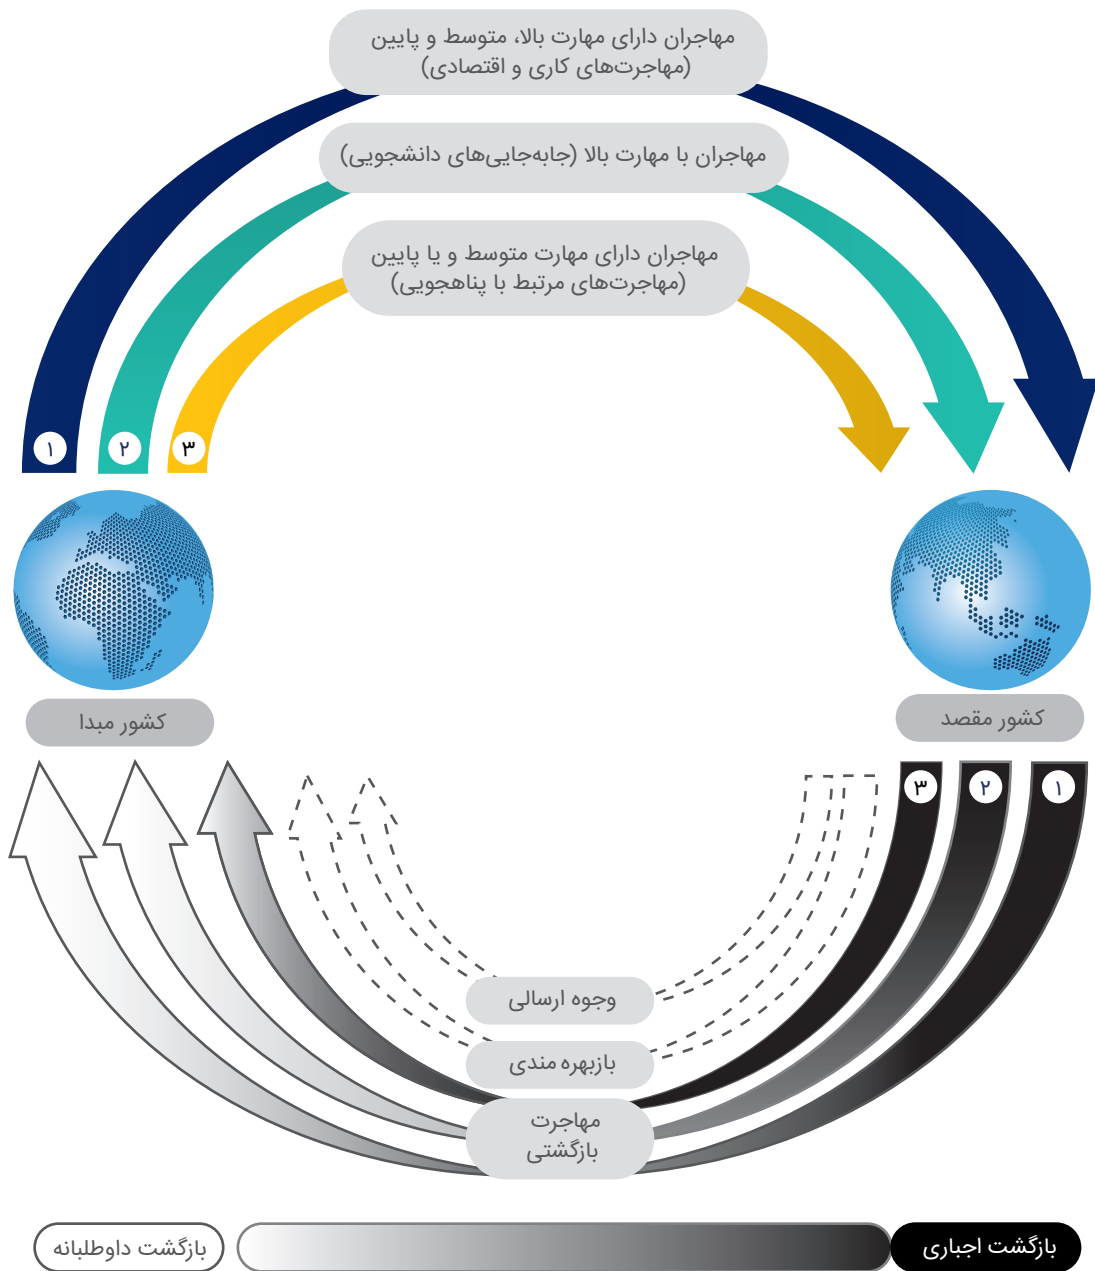 مهاجران دارای مهارت بالا، متوسط و پایین
(مهاجرت‌های کاری و اقتصادی)
مهاجران با مهارت بالا (جابه‌جایی‌های دانشجویی)
مهاجران دارای مهارت متوسط و یا پایین
(مهاجرت‌های مرتبط با پناهجویی)
۱
۲
۳
کشور مقصد
کشور مبدا
۱
۲
۳
وجوه ارسالی
بازبهره مندی
مهاجرت
بازگشتی
بازگشت اجباری
بازگشت داوطلبانه